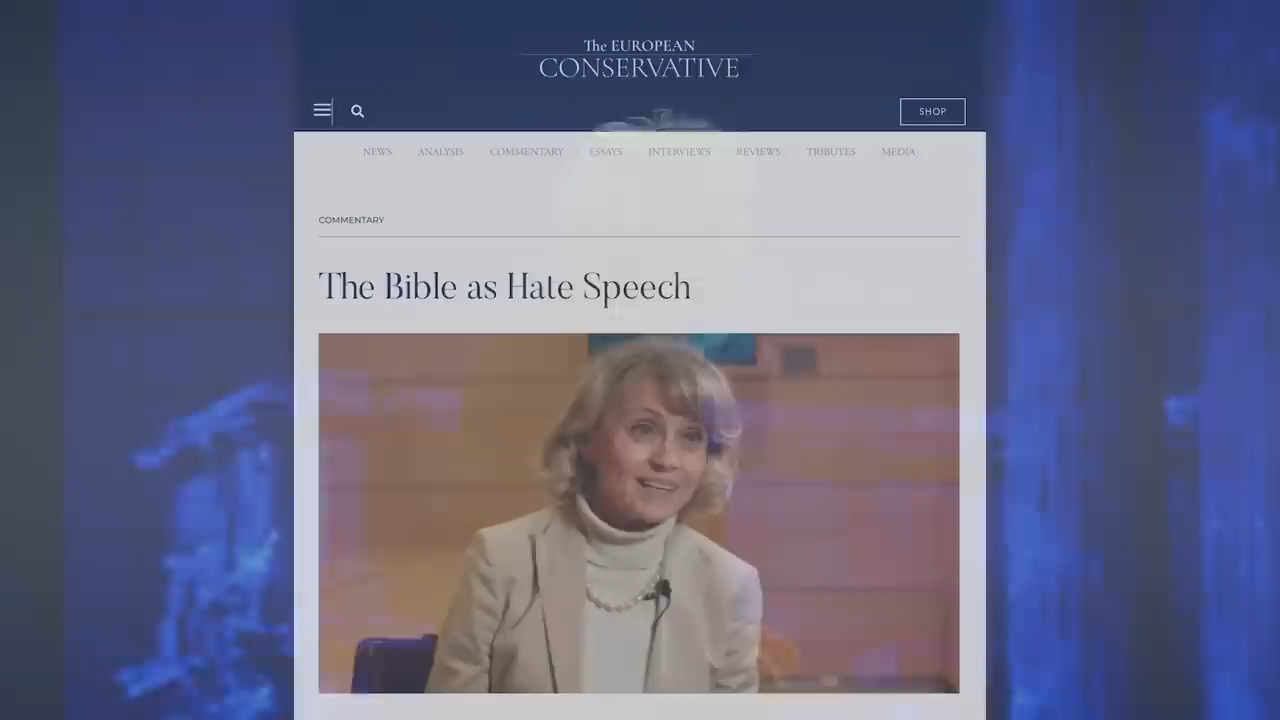 The EUROPEAN
CONSERVATIVE
SHOP
NEWS ANALYSIS COMMENTARY ESSAYS INTERVIEWS REVIEWS TRIBUTES MEDIA
COMMENTARY
The Bible as Hate Speech